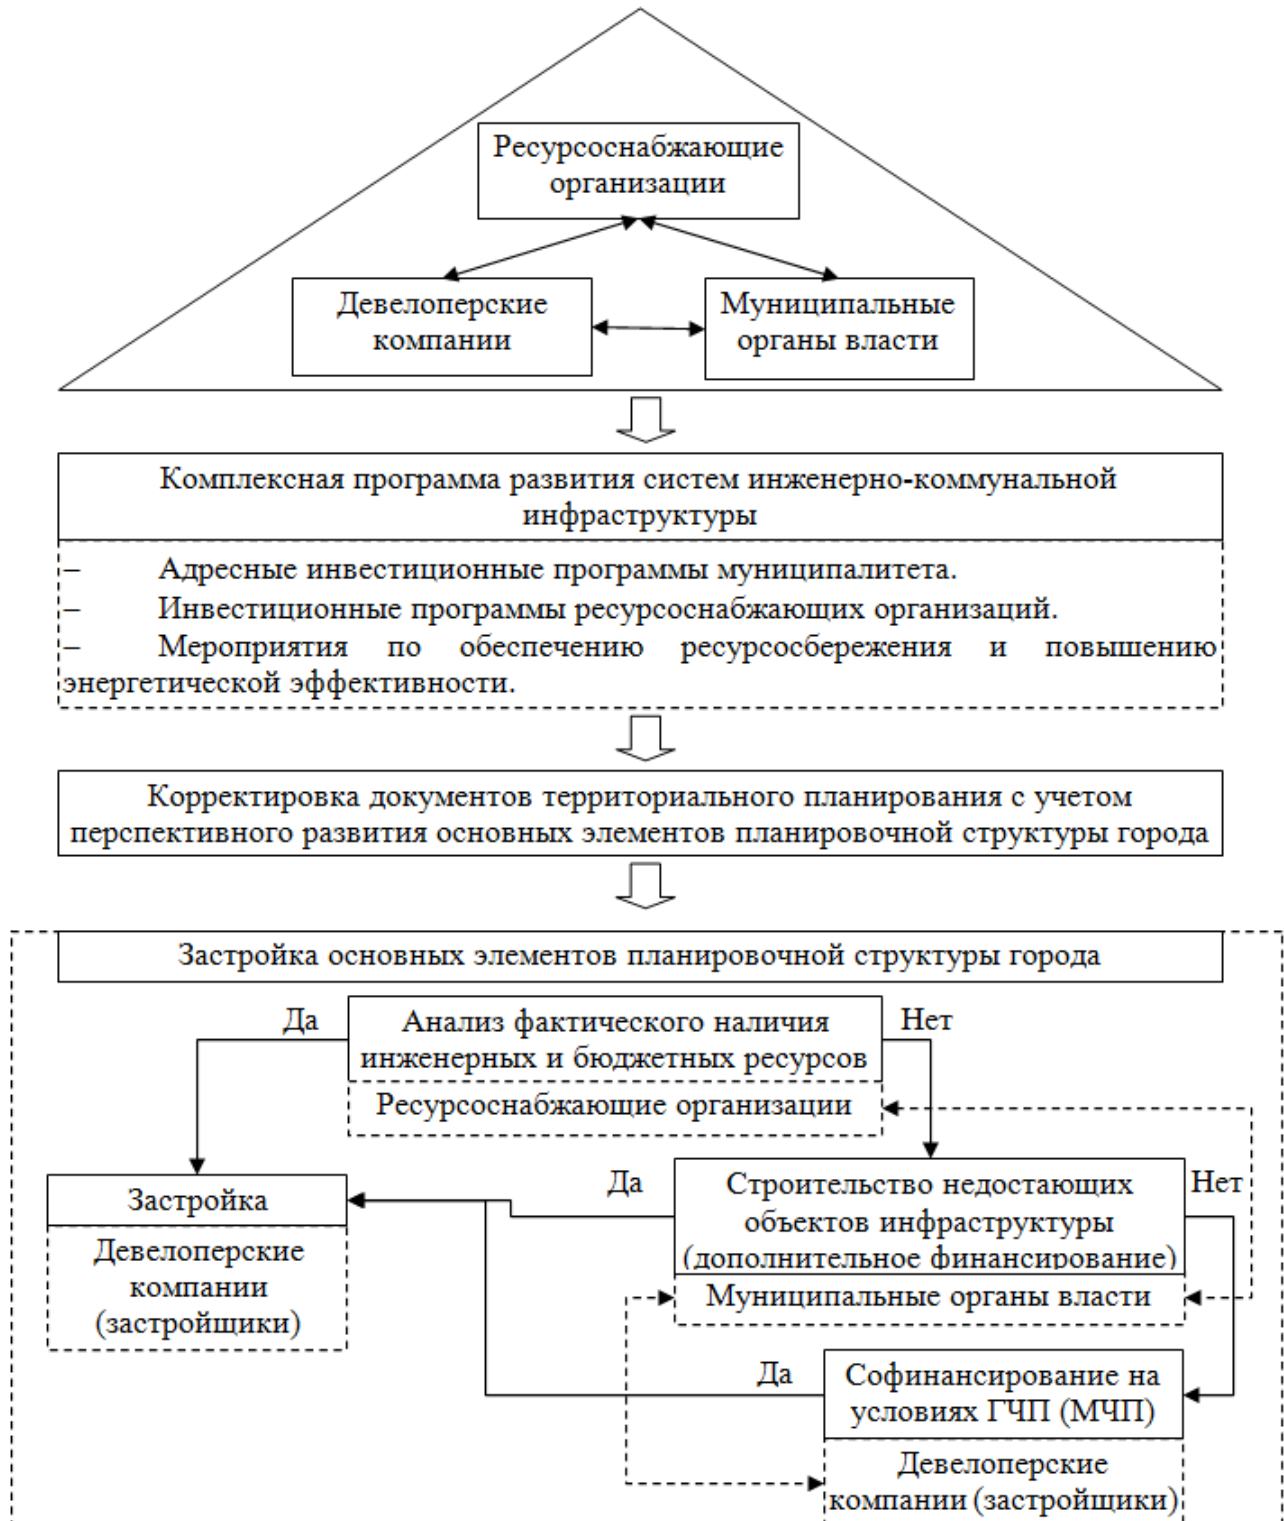 Ресурсоснабжающие
организации
Девелоперские
компании
Муниципальные
органы власти
Комплексная программа развития систем инженерно-коммунальной
инфраструктуры
– Адресные инвестиционные программы муниципалитета.
– Инвестиционные программы ресурсоснабжающих организаций.
– Мероприятия по обеспечению ресурсосбережения и повышению
энергетической эффективности.
Корректировка документов территориального планирования с учетом
перспективного развития основных элементов планировочной структуры города
Застройка основных элементов планировочной структуры города
Да
Анализ фактического наличия
инженерных и бюджетных ресурсов
Нет
Ресурсоснабжающие организации
Застройка
Девелоперские
компании
(застройщики)
Да
Строительство недостающих
объектов инфраструктуры
(дополнительное финансирование)
Нет
Муниципальные органы власти
Да
Софинансирование на
условиях ГЧП (МЧП)
Девелоперские
компании (застройщики)